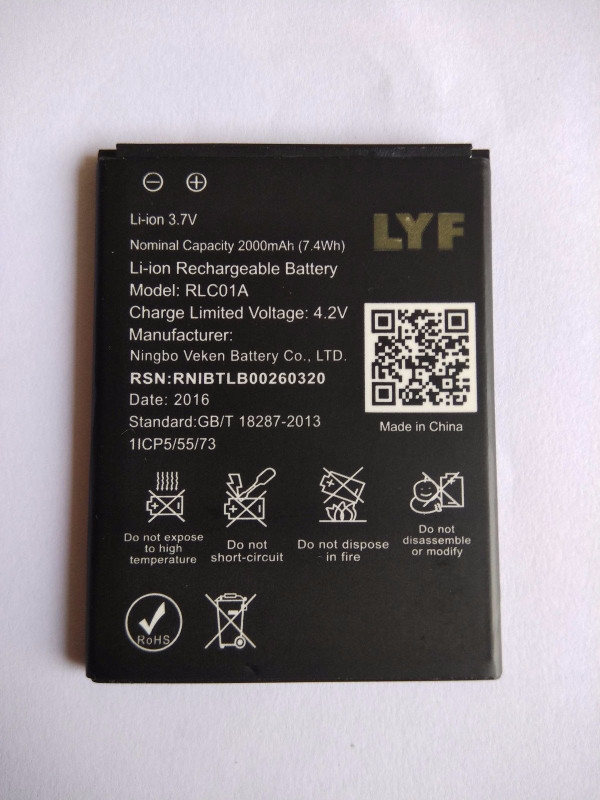 Li-ion 3.7V
LYF
Nominal Capacity 2000mAh (7.4Wh)
Li-ion Rechargeable Battery
Model: RLC01A
Charge Limited Voltage: 4.2V
Manufacturer:
Ningbo Veken Battery Co., LTD.
RSN:RNIBTLB00260320
Date: 2016
Standard:GB/T 18287-2013
1ICP5/55/73
Made in China
Do not expose
to high
temperature
Do not
short-circuit
Do not dispose
in fire
Do not
disassemble
or modify
RoHS